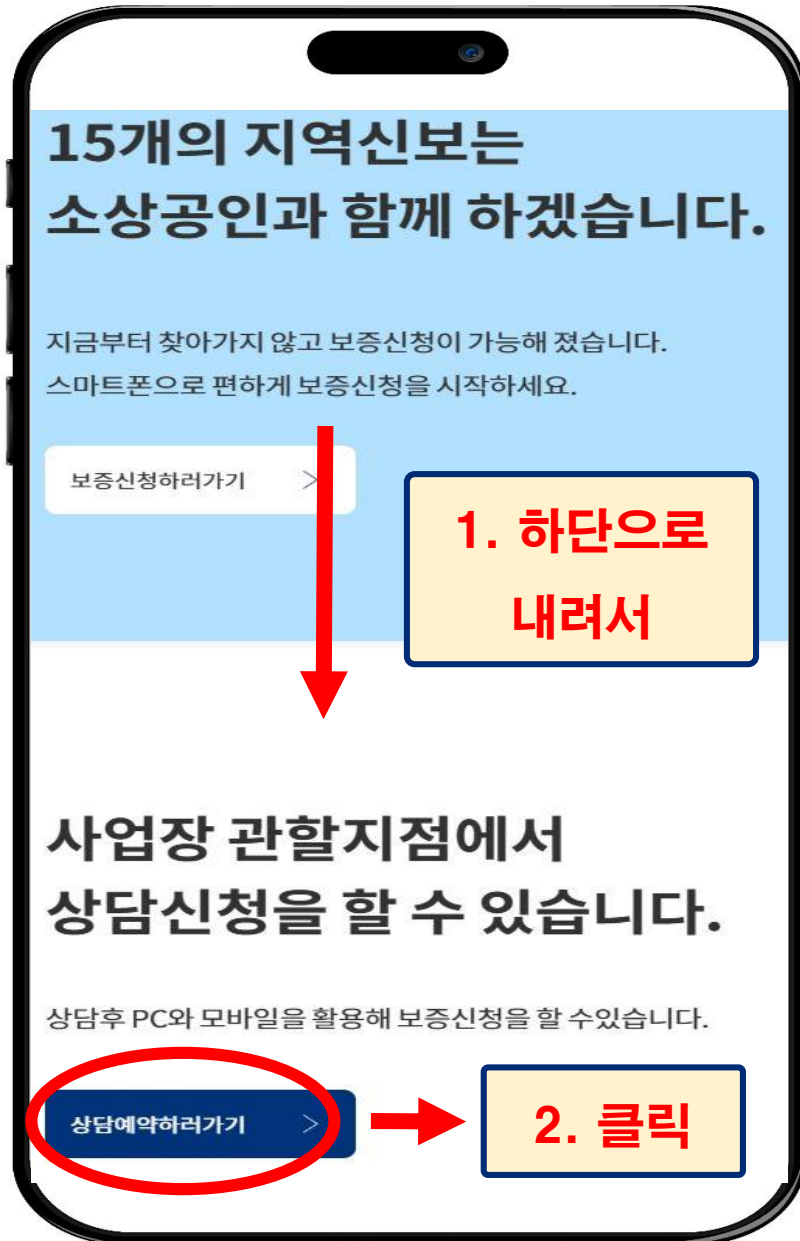 15개의 지역신보는
소상공인과 함께 하겠습니다.
지금부터 찾아가지 않고 보증신청이 가능해 졌습니다.
스마트폰으로 편하게 보증신청을 시작하세요.
보증신청하러가기 >
1. 하단으로
내려서
사업장 관할지점에서
상담신청을 할 수 있습니다.
상담후 PC와 모바일을 활용해 보증신청을 할 수있습니다.
상담예약하러가기 >
2. 클릭